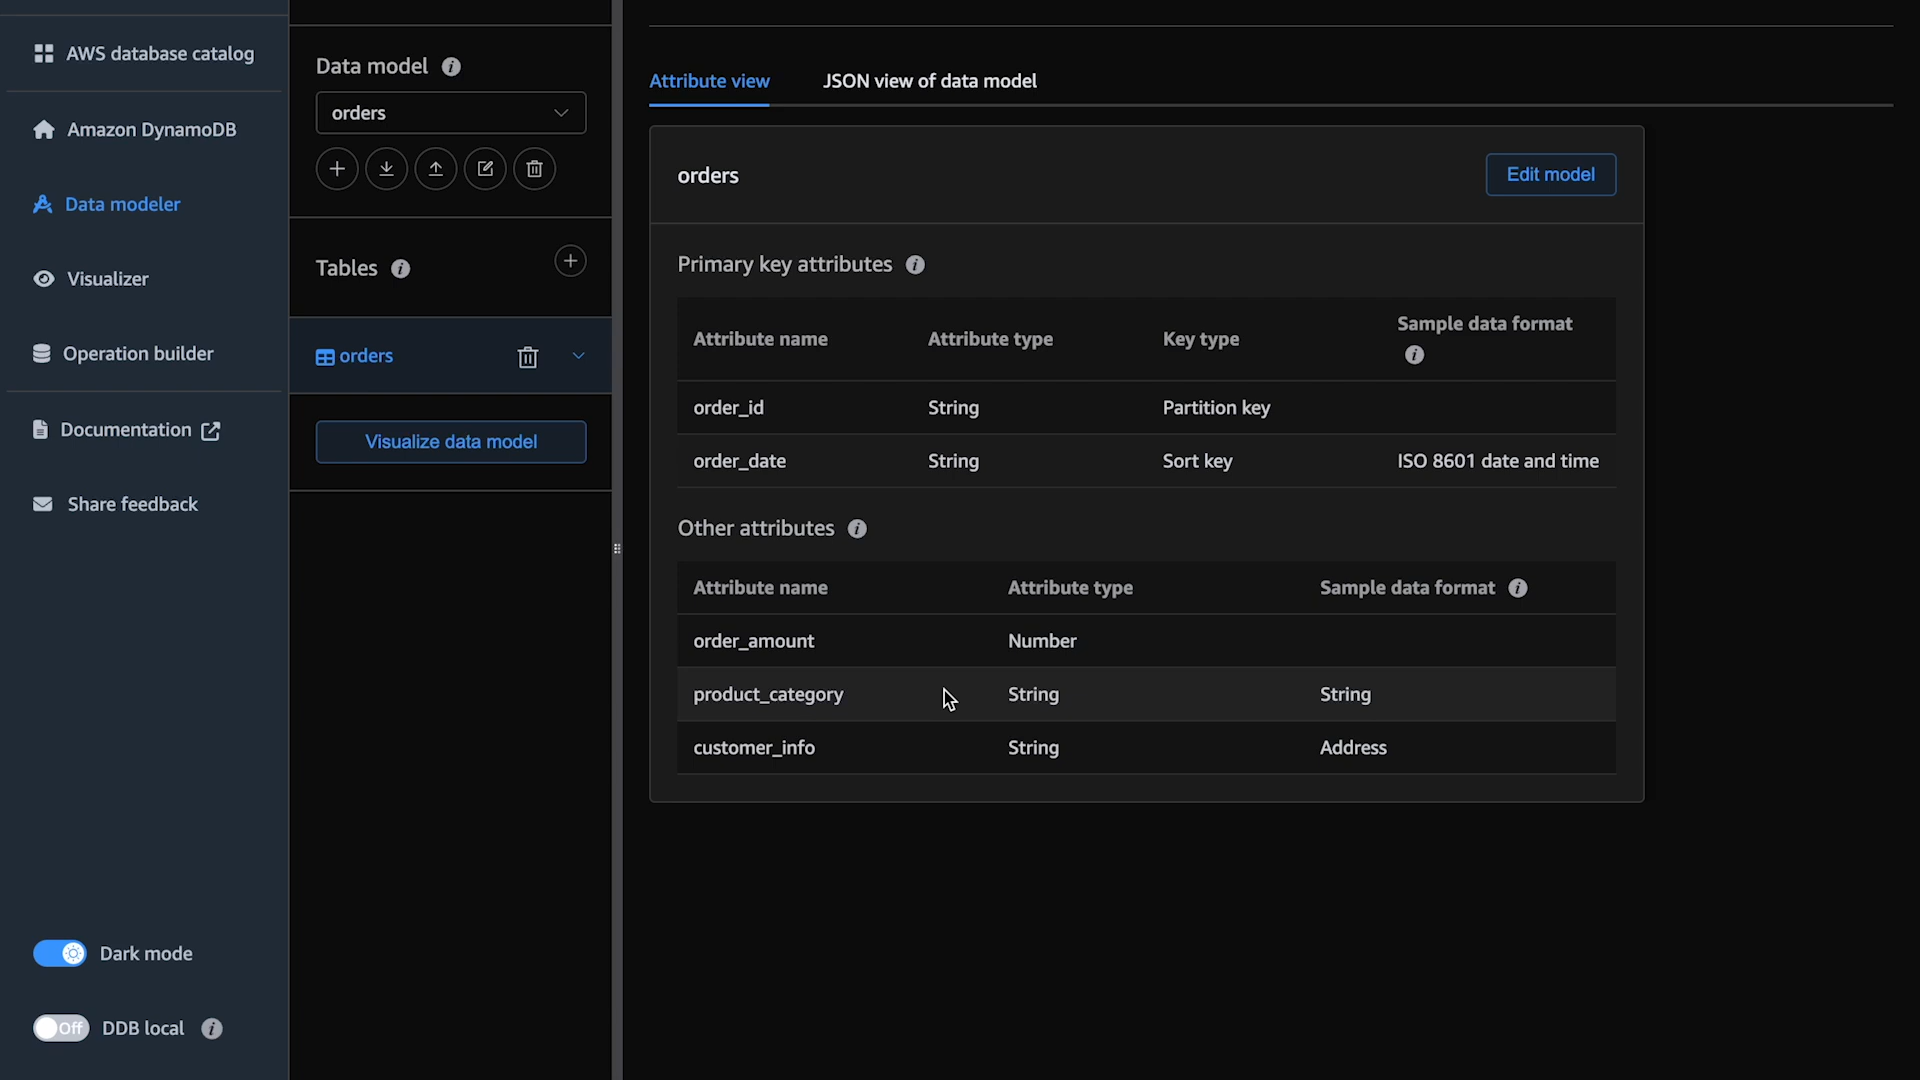 AWS database catalog
Amazon DynamoDB
Data modeler
Visualizer
Operation builder
Documentation
Share feedback
Dark mode
Off DDB local
Data model
orders
Tables
orders
Visualize data model
Attribute view JSON view of data model
orders Edit model
Primary key attributes
Attribute name Attribute type Key type Sample data format
order_id String Partition key
order_date String Sort key ISO 8601 date and time
Other attributes
Attribute name Attribute type Sample data format
order_amount Number
product_category String String
customer_info String Address